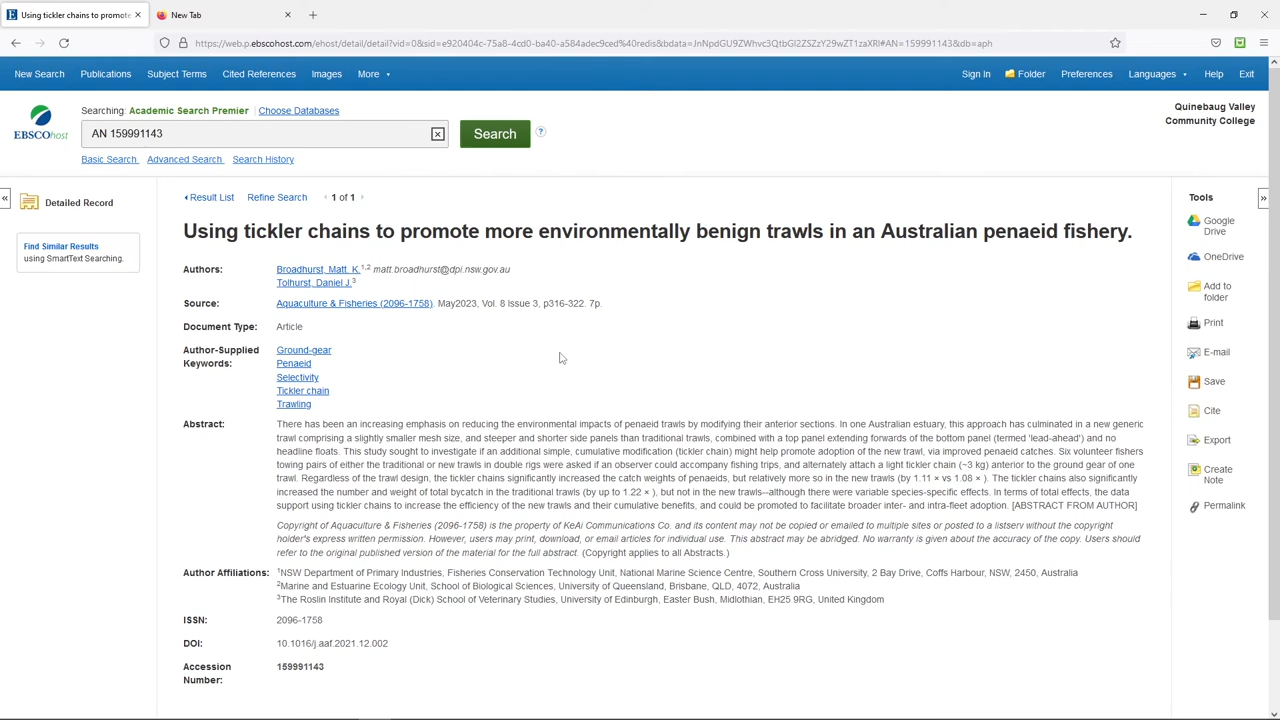 Using tickler chains to promote
New Tab
https://web.p.ebscohost.com/ehost/detail/detail?vid=0&sid=e920404c-75a8-4cd0-ba40-a584adec9ced%40redis&bdata=JnNpdGU9ZWhvc3QtbGl2ZSZzY29wZT1zaXRl#AN=159991143&db=aph
New Search Publications Subject Terms Cited References Images More Sign In Folder Preferences Languages Help Exit
Searching: Academic Search Premier Choose Databases
Quinebaug Valley
Community College
EBSCOhost
AN 159991143
Search
Basic Search Advanced Search Search History
« Detailed Record
Find Similar Results
using SmartText Searching.
Result List Refine Search 1 of 1
Using tickler chains to promote more environmentally benign trawls in an Australian penaeid fishery.
Authors: Broadhurst, Matt. K.1,2 matt.broadhurst@dpi.nsw.gov.au
Tolhurst, Daniel J.3
Source: Aquaculture & Fisheries (2096-1758). May2023, Vol. 8 Issue 3, p316-322. 7p.
Document Type: Article
Author-Supplied Keywords: Ground-gear
Penaeid
Selectivity
Tickler chain
Trawling
Abstract: There has been an increasing emphasis on reducing the environmental impacts of penaeid trawls by modifying their anterior sections. In one Australian estuary, this approach has culminated in a new generic
trawl comprising a slightly smaller mesh size, and steeper and shorter side panels than traditional trawls, combined with a top panel extending forwards of the bottom panel (termed 'lead-ahead') and no
headline floats. This study sought to investigate if an additional simple, cumulative modification (tickler chain) might help promote adoption of the new trawl, via improved penaeid catches. Six volunteer fishers
towing pairs of either the traditional or new trawls in double rigs were asked if an observer could accompany fishing trips, and alternately attach a light tickler chain (~3 kg) anterior to the ground gear of one
trawl. Regardless of the trawl design, the tickler chains significantly increased the catch weights of penaeids, but relatively more so in the new trawls (by 1.11 × vs 1.08 × ). The tickler chains also significantly
increased the number and weight of total bycatch in the traditional trawls (by up to 1.22 × ), but not in the new trawls—although there were variable species-specific effects. In terms of total effects, the data
support using tickler chains to increase the efficiency of the new trawls and their cumulative benefits, and could be promoted to facilitate broader inter- and intra-fleet adoption. [ABSTRACT FROM AUTHOR]
Copyright of Aquaculture & Fisheries (2096-1758) is the property of KeAi Communications Co. and its content may not be copied or emailed to multiple sites or posted to a listserv without the copyright
holder's express written permission. However, users may print, download, or email articles for individual use. This abstract may be abridged. No warranty is given about the accuracy of the copy. Users should
refer to the original published version of the material for the full abstract. (Copyright applies to all Abstracts.)
Author Affiliations: 1NSW Department of Primary Industries, Fisheries Conservation Technology Unit, National Marine Science Centre, Southern Cross University, 2 Bay Drive, Coffs Harbour, NSW, 2450, Australia
2Marine and Estuarine Ecology Unit, School of Biological Sciences, University of Queensland, Brisbane, QLD, 4072, Australia
3The Roslin Institute and Royal (Dick) School of Veterinary Studies, University of Edinburgh, Easter Bush, Midlothian, EH25 9RG, United Kingdom
ISSN: 2096-1758
DOI: 10.1016/j.aaf.2021.12.002
Accession Number: 159991143
Tools »
Google
Drive
OneDrive
Add to
folder
Print
E-mail
Save
Cite
Export
Create
Note
Permalink